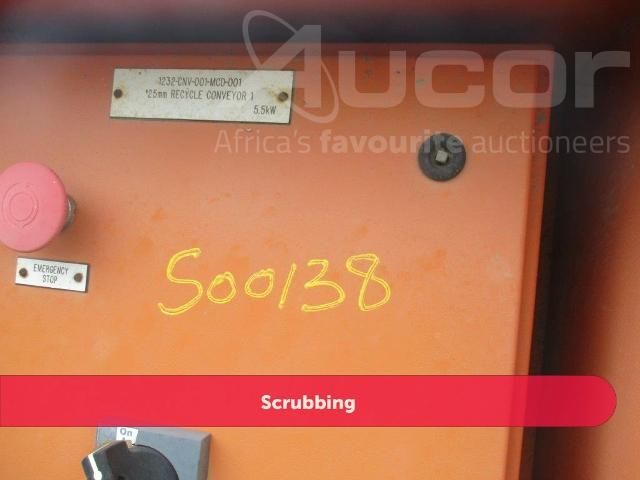 Aucor
Africa's favourite auctioneers
1232-CNV-001-MCD-001
*25mm RECYCLE CONVEYOR 1
5.5kW
EMERGENCY
STOP
S00138
Scrubbing
On